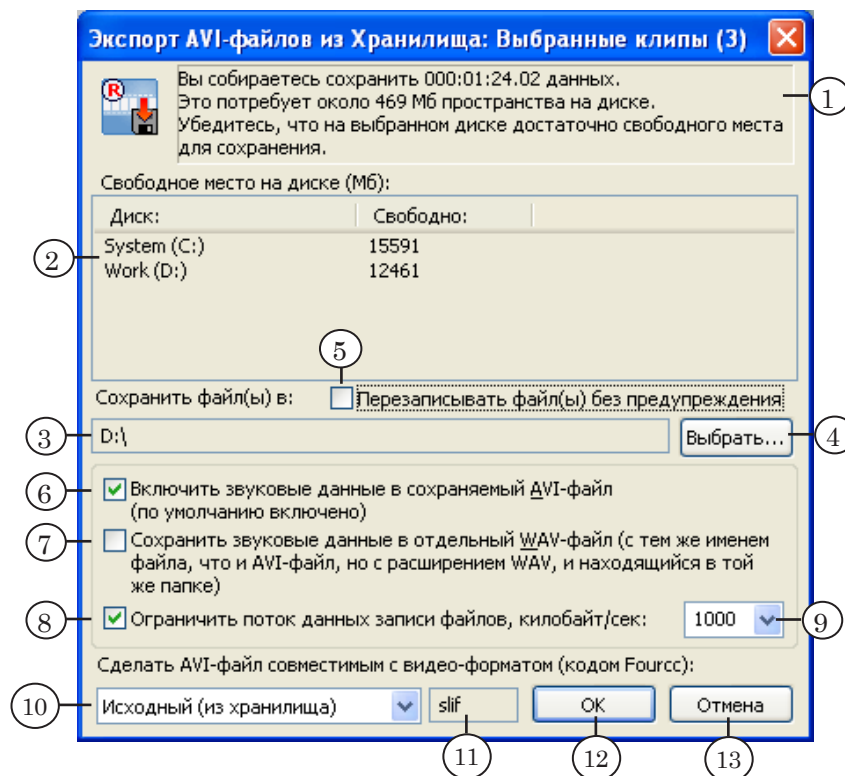 Экспорт AVI-файлов из Хранилища: Выбранные клипы (3)
R
Вы собираетесь сохранить 000:01:24.02 данных.
Это потребует около 469 Мб пространства на диске.
Убедитесь, что на выбранном диске достаточно свободного места
для сохранения.
1
Свободное место на диске (Мб):
Диск: Свободно:
System (C:) 15591
2
Work (D:) 12461
5
Сохранить файл(ы) в: Перезаписывать файл(ы) без предупреждения
3 D:\ Выбрать... 4
6 Включить звуковые данные в сохраняемый AVI-файл
(по умолчанию включено)
7 Сохранить звуковые данные в отдельный WAV-файл (с тем же именем
файла, что и AVI-файл, но с расширением WAV, и находящийся в той
же папке)
8 Ограничить поток данных записи файлов, килобайт/сек: 1000 9
Сделать AVI-файл совместимым с видео-форматом (кодом Fourcc):
10 Исходный (из хранилища) slif ОК Отмена
11 12 13